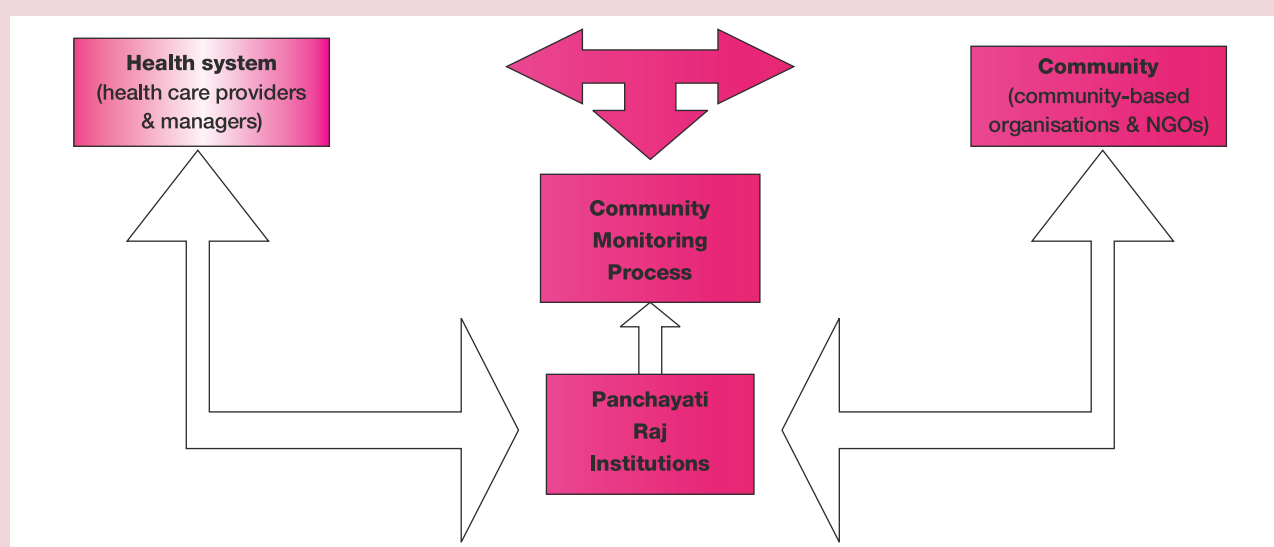 Health system
(health care providers
& managers)
Community
(community-based
organisations & NGOs)
Community
Monitoring
Process
Panchayati
Raj
Institutions